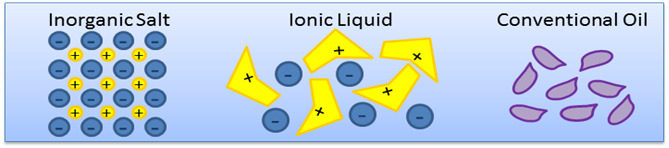 Inorganic Salt
Ionic Liquid
Conventional Oil
- - - -
+ + +
- - - -
+ + +
- - - -
+ + +
- - - -
+ +
+ - -
+ +
- - -